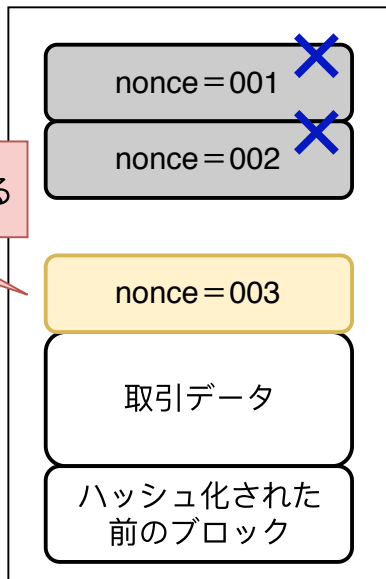 nonce＝001
nonce＝002
る
nonce＝003
取引データ
ハッシュ化された
前のブロック